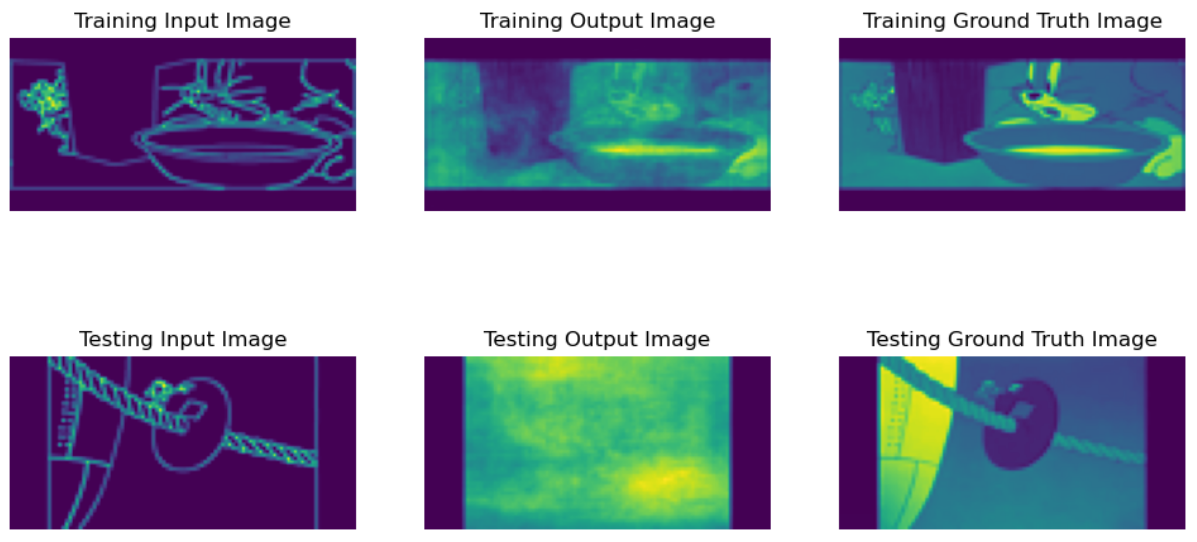 Training Input Image
Training Output Image
Training Ground Truth Image
Testing Input Image
Testing Output Image
Testing Ground Truth Image